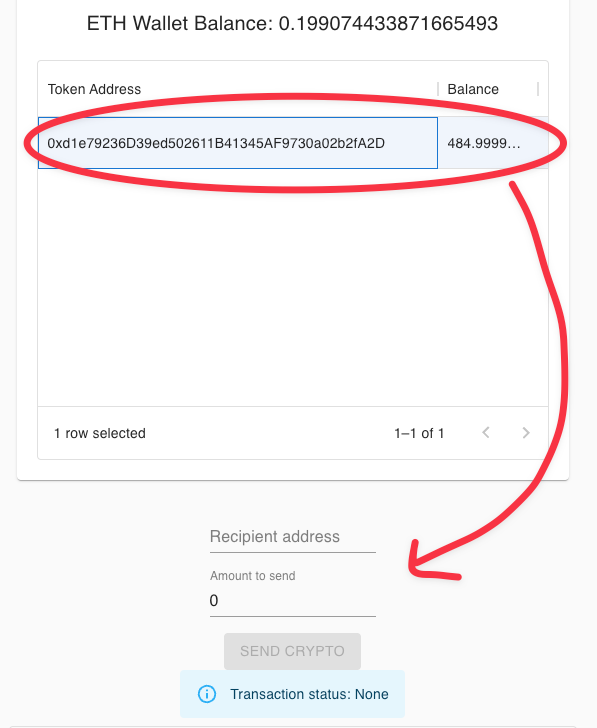 ETH Wallet Balance: 0.199074433871665493
Token Address Balance
0xd1e79236D39ed502611B41345AF9730a02b2fA2D 484.9999...
1 row selected 1–1 of 1
Recipient address
Amount to send
0
SEND CRYPTO
Transaction status: None